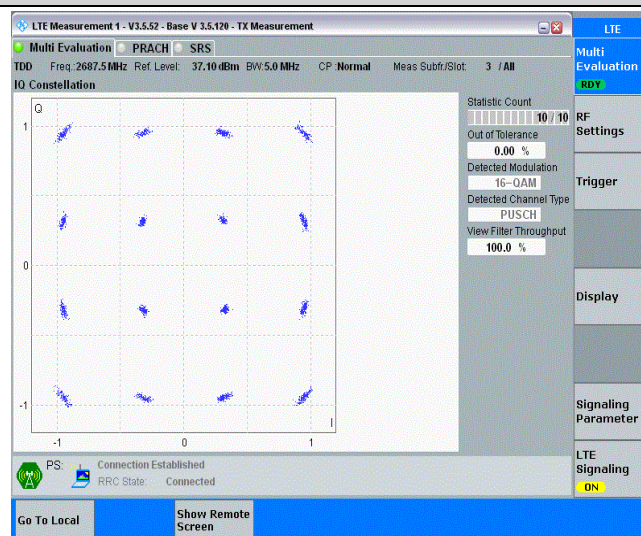 LTE Measurement 1 - V3.5.52 - Base V 3.5.120 - TX Measurement
LTE
Multi Evaluation PRACH SRS
Multi
Evaluation
RDY
TDD Freq.:2687.5 MHz Ref. Level: 37.10 dBm BW:5.0 MHz CP :Normal Meas Subfr./Slot: 3 / All
IQ Constellation
Q
1
0
-1
-1 0 1
I
Statistic Count
10 / 10
Out of Tolerance
0.00 %
Detected Modulation
16-QAM
Detected Channel Type
PUSCH
View Filter Throughput
100.0 %
RF
Settings
Trigger
Display
Signaling
Parameter
LTE
Signaling
ON
PS: Connection Established
RRC State: Connected
Go To Local
Show Remote
Screen